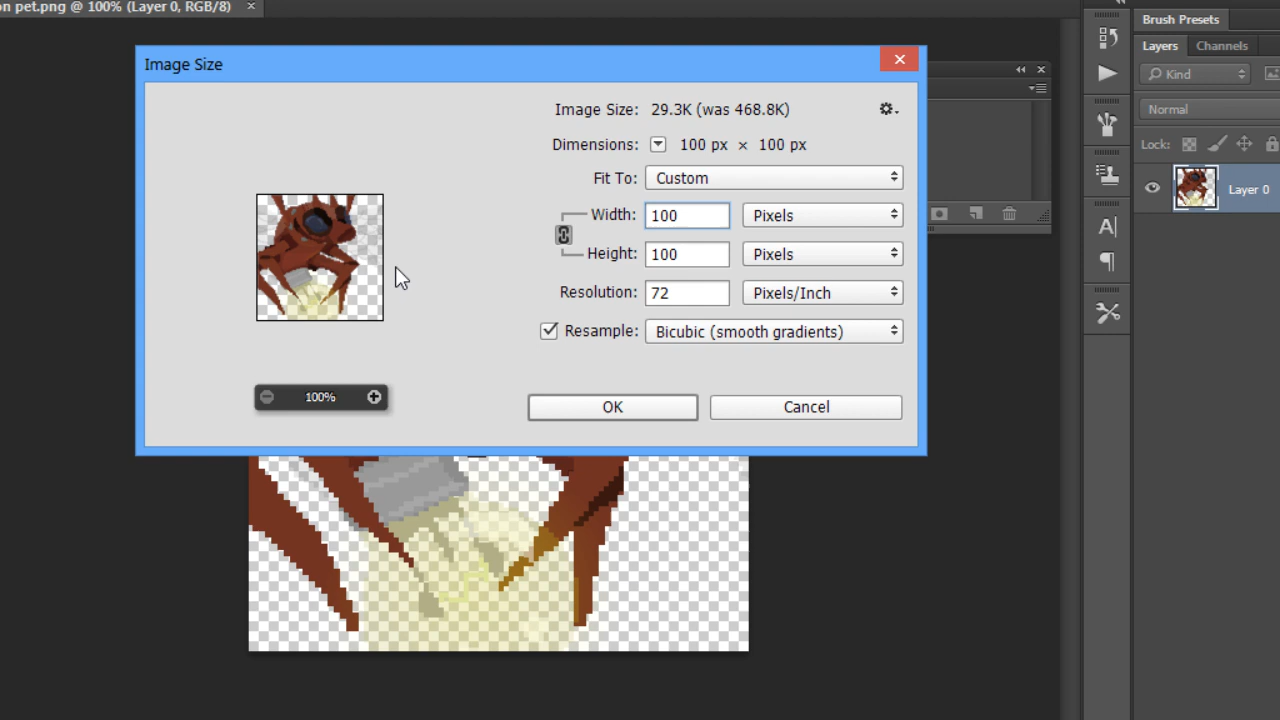 on pet.png @ 100% (Layer 0, RGB/8) ×
Image Size
Image Size: 29.3K (was 468.8K)
Dimensions: 100 px × 100 px
Fit To: Custom
Width: 100 Pixels
Height: 100 Pixels
Resolution: 72 Pixels/Inch
Resample: Bicubic (smooth gradients)
100%
OK Cancel
Brush Presets
Layers Channels
Kind
Normal
Lock:
Layer 0